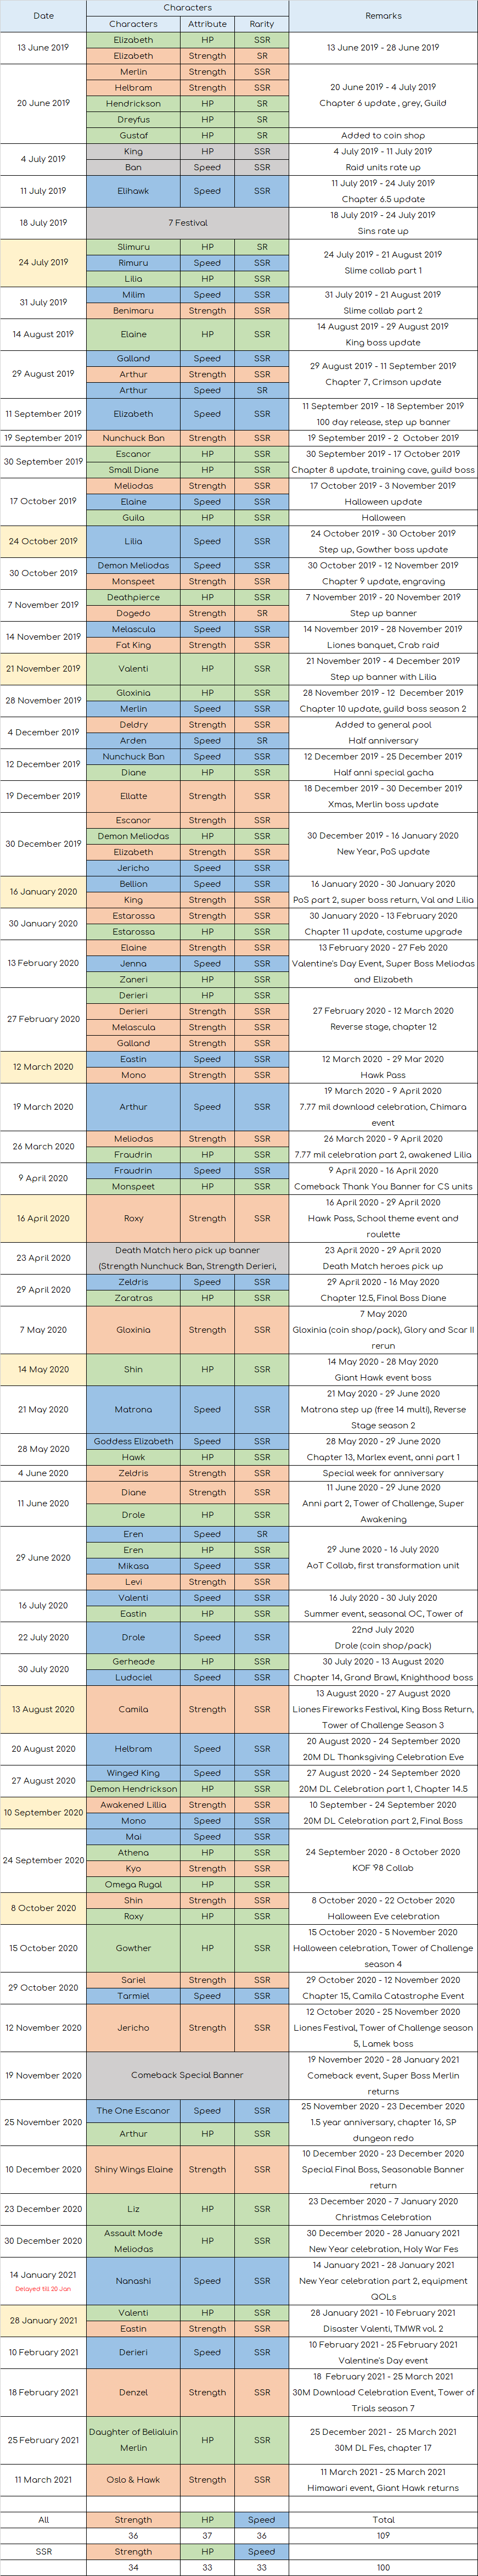 Date Characters Remarks
Characters Attribute Rarity
13 June 2019 Elizabeth HP SSR 13 June 2019 - 28 June 2019
Elizabeth Strength SR
20 June 2019 Merlin Strength SSR 20 June 2019 - 4 July 2019
Helbram Strength SSR Chapter 6 update , grey, Guild
Hendrickson HP SR
Dreyfus HP SR
Gustaf HP SR Added to coin shop
4 July 2019 King HP SSR 4 July 2019 - 11 July 2019
Ban Speed SSR Raid units rate up
11 July 2019 Elihawk Speed SSR 11 July 2019 - 24 July 2019
Chapter 6.5 update
18 July 2019 7 Festival 18 July 2019 - 24 July 2019
Sins rate up
24 July 2019 Slimuru HP SR 24 July 2019 - 21 August 2019
Rimuru Speed SSR Slime collab part 1
Lilia HP SSR
31 July 2019 Milim Speed SSR 31 July 2019 - 21 August 2019
Benimaru Strength SSR Slime collab part 2
14 August 2019 Elaine HP SSR 14 August 2019 - 29 August 2019
King boss update
29 August 2019 Galland Speed SSR 29 August 2019 - 11 September 2019
Arthur Strength SSR Chapter 7, Crimson update
Arthur Speed SR
11 September 2019 Elizabeth Speed SSR 11 September 2019 - 18 September 2019
100 day release, step up banner
19 September 2019 Nunchuck Ban Strength SSR 19 September 2019 - 2 October 2019
30 September 2019 Escanor HP SSR 30 September 2019 - 17 October 2019
Small Diane HP SSR Chapter 8 update, training cave, guild boss
17 October 2019 Meliodas Strength SSR 17 October 2019 - 3 November 2019
Elaine Speed SSR Halloween update
Guila HP SSR Halloween
24 October 2019 Lilia Speed SSR 24 October 2019 - 30 October 2019
Step up, Gowther boss update
30 October 2019 Demon Meliodas Speed SSR 30 October 2019 - 12 November 2019
Monspeet Strength SSR Chapter 9 update, engraving
7 November 2019 Deathpierce HP SSR 7 November 2019 - 20 November 2019
Dogedo Strength SR Step up banner
14 November 2019 Melascula Speed SSR 14 November 2019 - 28 November 2019
Fat King Strength SSR Liones banquet, Crab raid
21 November 2019 Valenti HP SSR 21 November 2019 - 4 December 2019
Step up banner with Lilia
28 November 2019 Gloxinia HP SSR 28 November 2019 - 12 December 2019
Merlin Speed SSR Chapter 10 update, guild boss season 2
4 December 2019 Deldry Strength SSR Added to general pool
Arden Speed SR Half anniversary
12 December 2019 Nunchuck Ban Speed SSR 12 December 2019 - 25 December 2019
Diane HP SSR Half anni special gacha
19 December 2019 Ellatte Strength SSR 18 December 2019 - 30 December 2019
Xmas, Merlin boss update
30 December 2019 Escanor Strength SSR 30 December 2019 - 16 January 2020
Demon Meliodas HP SSR New Year, PoS update
Elizabeth Strength SSR
Jericho Speed SSR
16 January 2020 Bellion Speed SSR 16 January 2020 - 30 January 2020
King Strength SSR PoS part 2, super boss return, Val and Lilia
30 January 2020 Estarossa Strength SSR 30 January 2020 - 13 February 2020
Estarossa HP SSR Chapter 11 update, costume upgrade
13 February 2020 Elaine Strength SSR 13 February 2020 - 27 Feb 2020
Jenna Speed SSR Valentine's Day Event, Super Boss Meliodas
Zaneri HP SSR and Elizabeth
27 February 2020 Derieri HP SSR 27 February 2020 - 12 March 2020
Derieri Strength SSR Reverse stage, chapter 12
Melascula Strength SSR
Galland Strength SSR
12 March 2020 Eastin Speed SSR 12 March 2020 - 29 Mar 2020
Mono Strength SSR Hawk Pass
19 March 2020 Arthur Speed SSR 19 March 2020 - 9 April 2020
7.77 mil download celebration, Chimara
event
26 March 2020 Meliodas Strength SSR 26 March 2020 - 9 April 2020
Fraudrin HP SSR 7.77 mil celebration part 2, awakened Lilia
9 April 2020 Fraudrin Speed SSR 9 April 2020 - 16 April 2020
Monspeet HP SSR Comeback Thank You Banner for CS units
16 April 2020 Roxy Strength SSR 16 April 2020 - 29 April 2020
Hawk Pass, School theme event and
roulette
23 April 2020 Death Match hero pick up banner 23 April 2020 - 29 April 2020
(Strength Nunchuck Ban, Strength Derieri, Death Match heroes pick up
29 April 2020 Zeldris Speed SSR 29 April 2020 - 16 May 2020
Zaratras HP SSR Chapter 12.5, Final Boss Diane
7 May 2020 Gloxinia Strength SSR 7 May 2020
Gloxinia (coin shop/pack), Glory and Scar II
rerun
14 May 2020 Shin HP SSR 14 May 2020 - 28 May 2020
Giant Hawk event boss
21 May 2020 Matrona Speed SSR 21 May 2020 - 29 June 2020
Matrona step up (free 14 multi), Reverse
Stage season 2
28 May 2020 Goddess Elizabeth Speed SSR 28 May 2020 - 29 June 2020
Hawk HP SSR Chapter 13, Marlex event, anni part 1
4 June 2020 Zeldris Strength SSR Special week for anniversary
11 June 2020 Diane Strength SSR 11 June 2020 - 29 June 2020
Drole HP SSR Anni part 2, Tower of Challenge, Super
Awakening
29 June 2020 Eren Speed SR 29 June 2020 - 16 July 2020
Eren HP SSR AoT Collab, first transformation unit
Mikasa Speed SSR
Levi Strength SSR
16 July 2020 Valenti Speed SSR 16 July 2020 - 30 July 2020
Eastin HP SSR Summer event, seasonal OC, Tower of
22 July 2020 Drole Speed SSR 22nd July 2020
Drole (coin shop/pack)
30 July 2020 Gerheade HP SSR 30 July 2020 - 13 August 2020
Ludociel Speed SSR Chapter 14, Grand Brawl, Knighthood boss
13 August 2020 Camila Strength SSR 13 August 2020 - 27 August 2020
Liones Fireworks Festival, King Boss Return,
Tower of Challenge Season 3
20 August 2020 Helbram Speed SSR 20 August 2020 - 24 September 2020
20M DL Thanksgiving Celebration Eve
27 August 2020 Winged King Speed SSR 27 August 2020 - 24 September 2020
Demon Hendrickson HP SSR 20M DL Celebration part 1, Chapter 14.5
10 September 2020 Awakened Lillia Strength SSR 10 September - 24 September 2020
Mono Speed SSR 20M DL Celebration part 2, Final Boss
24 September 2020 Mai Speed SSR 24 September 2020 - 8 October 2020
Athena HP SSR KOF '98 Collab
Kyo Strength SSR
Omega Rugal HP SSR
8 October 2020 Shin Strength SSR 8 October 2020 - 22 October 2020
Roxy HP SSR Halloween Eve celebration
15 October 2020 Gowther HP SSR 15 October 2020 - 5 November 2020
Halloween celebration, Tower of Challenge
season 4
29 October 2020 Sariel Strength SSR 29 October 2020 - 12 November 2020
Tarmiel Speed SSR Chapter 15, Camila Catastrophe Event
12 November 2020 Jericho Strength SSR 12 October 2020 - 25 November 2020
Liones Festival, Tower of Challenge season
5, Lamek boss
19 November 2020 Comeback Special Banner 19 November 2020 - 28 January 2021
Comeback event, Super Boss Merlin
returns
25 November 2020 The One Escanor Speed SSR 25 November 2020 - 23 December 2020
Arthur HP SSR 1.5 year anniversary, chapter 16, SP
dungeon redo
10 December 2020 Shiny Wings Elaine Strength SSR 10 December 2020 - 23 December 2020
Special Final Boss, Seasonable Banner
return
23 December 2020 Liz HP SSR 23 December 2020 - 7 January 2020
Christmas Celebration
30 December 2020 Assault Mode HP SSR 30 December 2020 - 28 January 2021
Meliodas New Year celebration, Holy War Fes
14 January 2021 Nanashi Speed SSR 14 January 2021 - 28 January 2021
Delayed till 20 Jan New Year celebration part 2, equipment
QOLs
28 January 2021 Valenti HP SSR 28 January 2021 - 10 February 2021
Eastin Strength SSR Disaster Valenti, TMWR vol. 2
10 February 2021 Derieri Speed SSR 10 February 2021 - 25 February 2021
Valentine's Day event
18 February 2021 Denzel Strength SSR 18 February 2021 - 25 March 2021
30M Download Celebration Event, Tower of
Trials season 7
25 February 2021 Daughter of Belialuin HP SSR 25 December 2021 - 25 March 2021
Merlin 30M DL Fes, chapter 17
11 March 2021 Oslo & Hawk Strength SSR 11 March 2021 - 25 March 2021
Himawari event, Giant Hawk returns
All Strength HP Speed Total
36 37 36 109
SSR Strength HP Speed
34 33 33 100